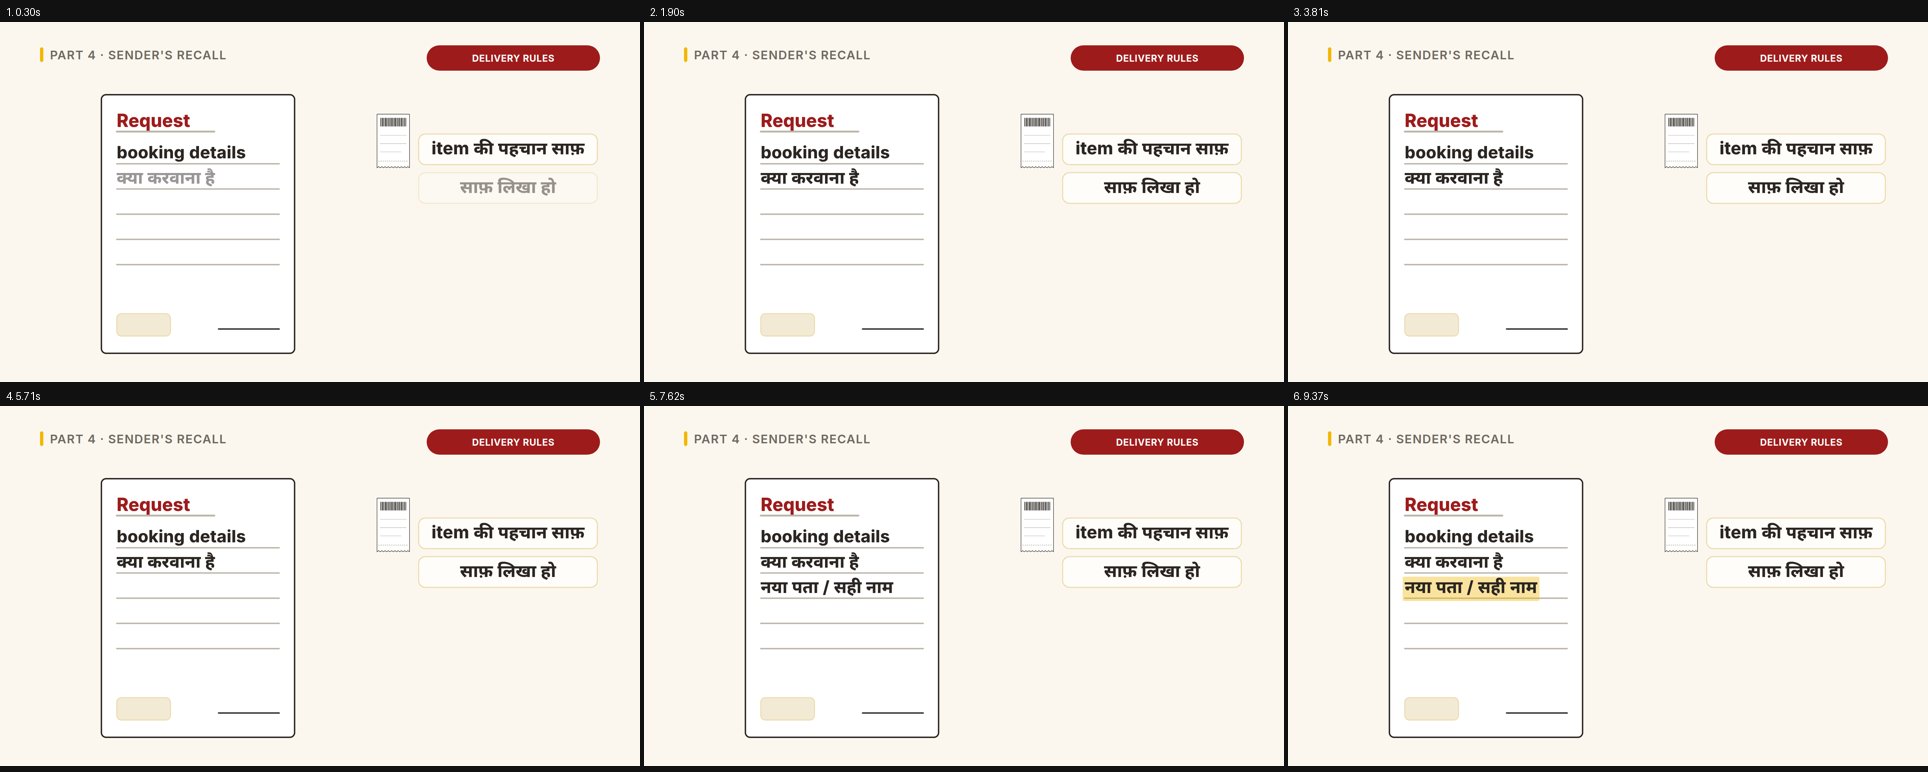 1. 0.30s
PART 4 · SENDER'S RECALL
DELIVERY RULES
Request
booking details
क्या करवाना है
item की पहचान साफ़
साफ़ लिखा हो
2. 1.90s
PART 4 · SENDER'S RECALL
DELIVERY RULES
Request
booking details
क्या करवाना है
item की पहचान साफ़
साफ़ लिखा हो
3. 3.81s
PART 4 · SENDER'S RECALL
DELIVERY RULES
Request
booking details
क्या करवाना है
item की पहचान साफ़
साफ़ लिखा हो
4. 5.71s
PART 4 · SENDER'S RECALL
DELIVERY RULES
Request
booking details
क्या करवाना है
item की पहचान साफ़
साफ़ लिखा हो
5. 7.62s
PART 4 · SENDER'S RECALL
DELIVERY RULES
Request
booking details
क्या करवाना है
नया पता / सही नाम
item की पहचान साफ़
साफ़ लिखा हो
6. 9.37s
PART 4 · SENDER'S RECALL
DELIVERY RULES
Request
booking details
क्या करवाना है
नया पता / सही नाम
item की पहचान साफ़
साफ़ लिखा हो